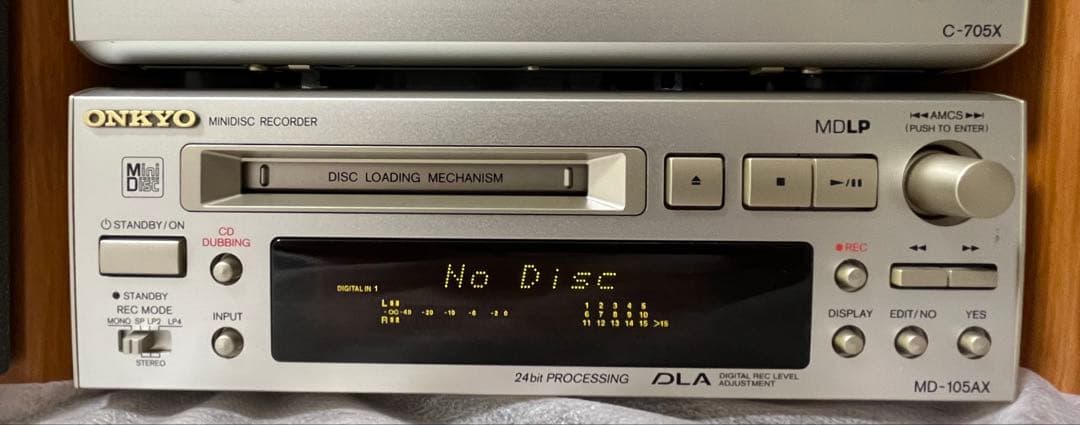 C-705X
ONKYO MINIDISC RECORDER
MDLP
AMCS
(PUSH TO ENTER)
Mini
Disc
DISC LOADING MECHANISM
STANDBY/ON
CD
DUBBING
REC
No Disc
DIGITAL IN 1
L
-∞ -40 -20 -10 -6 -2 0
R
1 2 3 4 5
6 7 8 9 10
11 12 13 14 15 >15
STANDBY
REC MODE
MONO SP LP2 LP4
STEREO
INPUT
DISPLAY
EDIT/NO
YES
24bit PROCESSING
DLA
DIGITAL REC LEVEL
ADJUSTMENT
MD-105AX